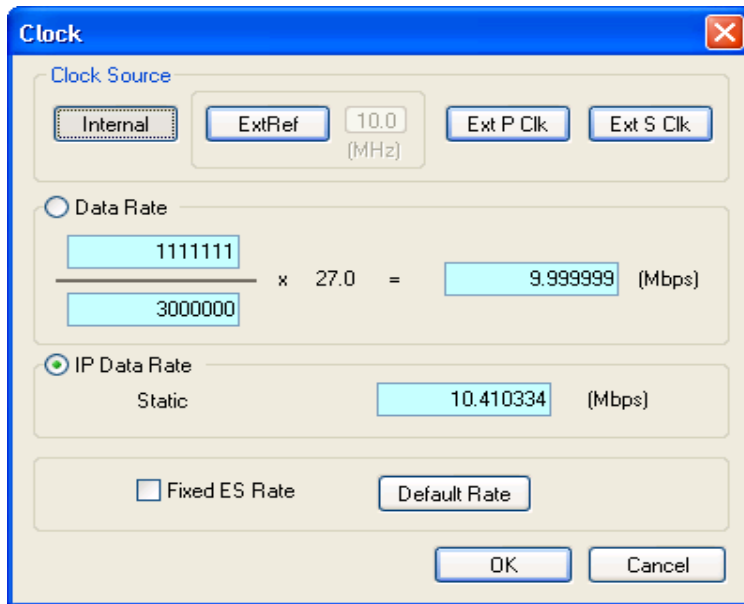 Clock
Clock Source
Internal ExtRef 10.0 Ext P Clk Ext S Clk
(MHz)
Data Rate
1111111
x 27.0 = 9.999999 (Mbps)
3000000
IP Data Rate
Static 10.410334 (Mbps)
Fixed ES Rate Default Rate
OK Cancel